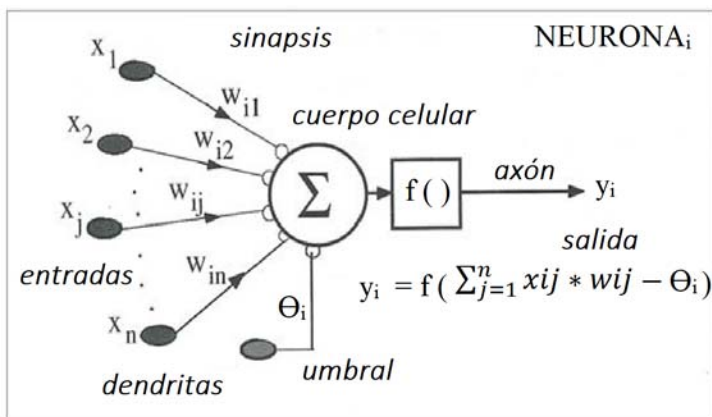 sinapsis
NEURONAᵢ
x₁
wᵢ₁
cuerpo celular
x₂
wᵢ₂
Σ
f ( )
axón
yᵢ
xⱼ
wᵢⱼ
salida
entradas
wᵢₙ
yᵢ = f ( ∑ⁿⱼ₌₁ xij * wij − Θᵢ)
Θᵢ
xₙ
umbral
dendritas